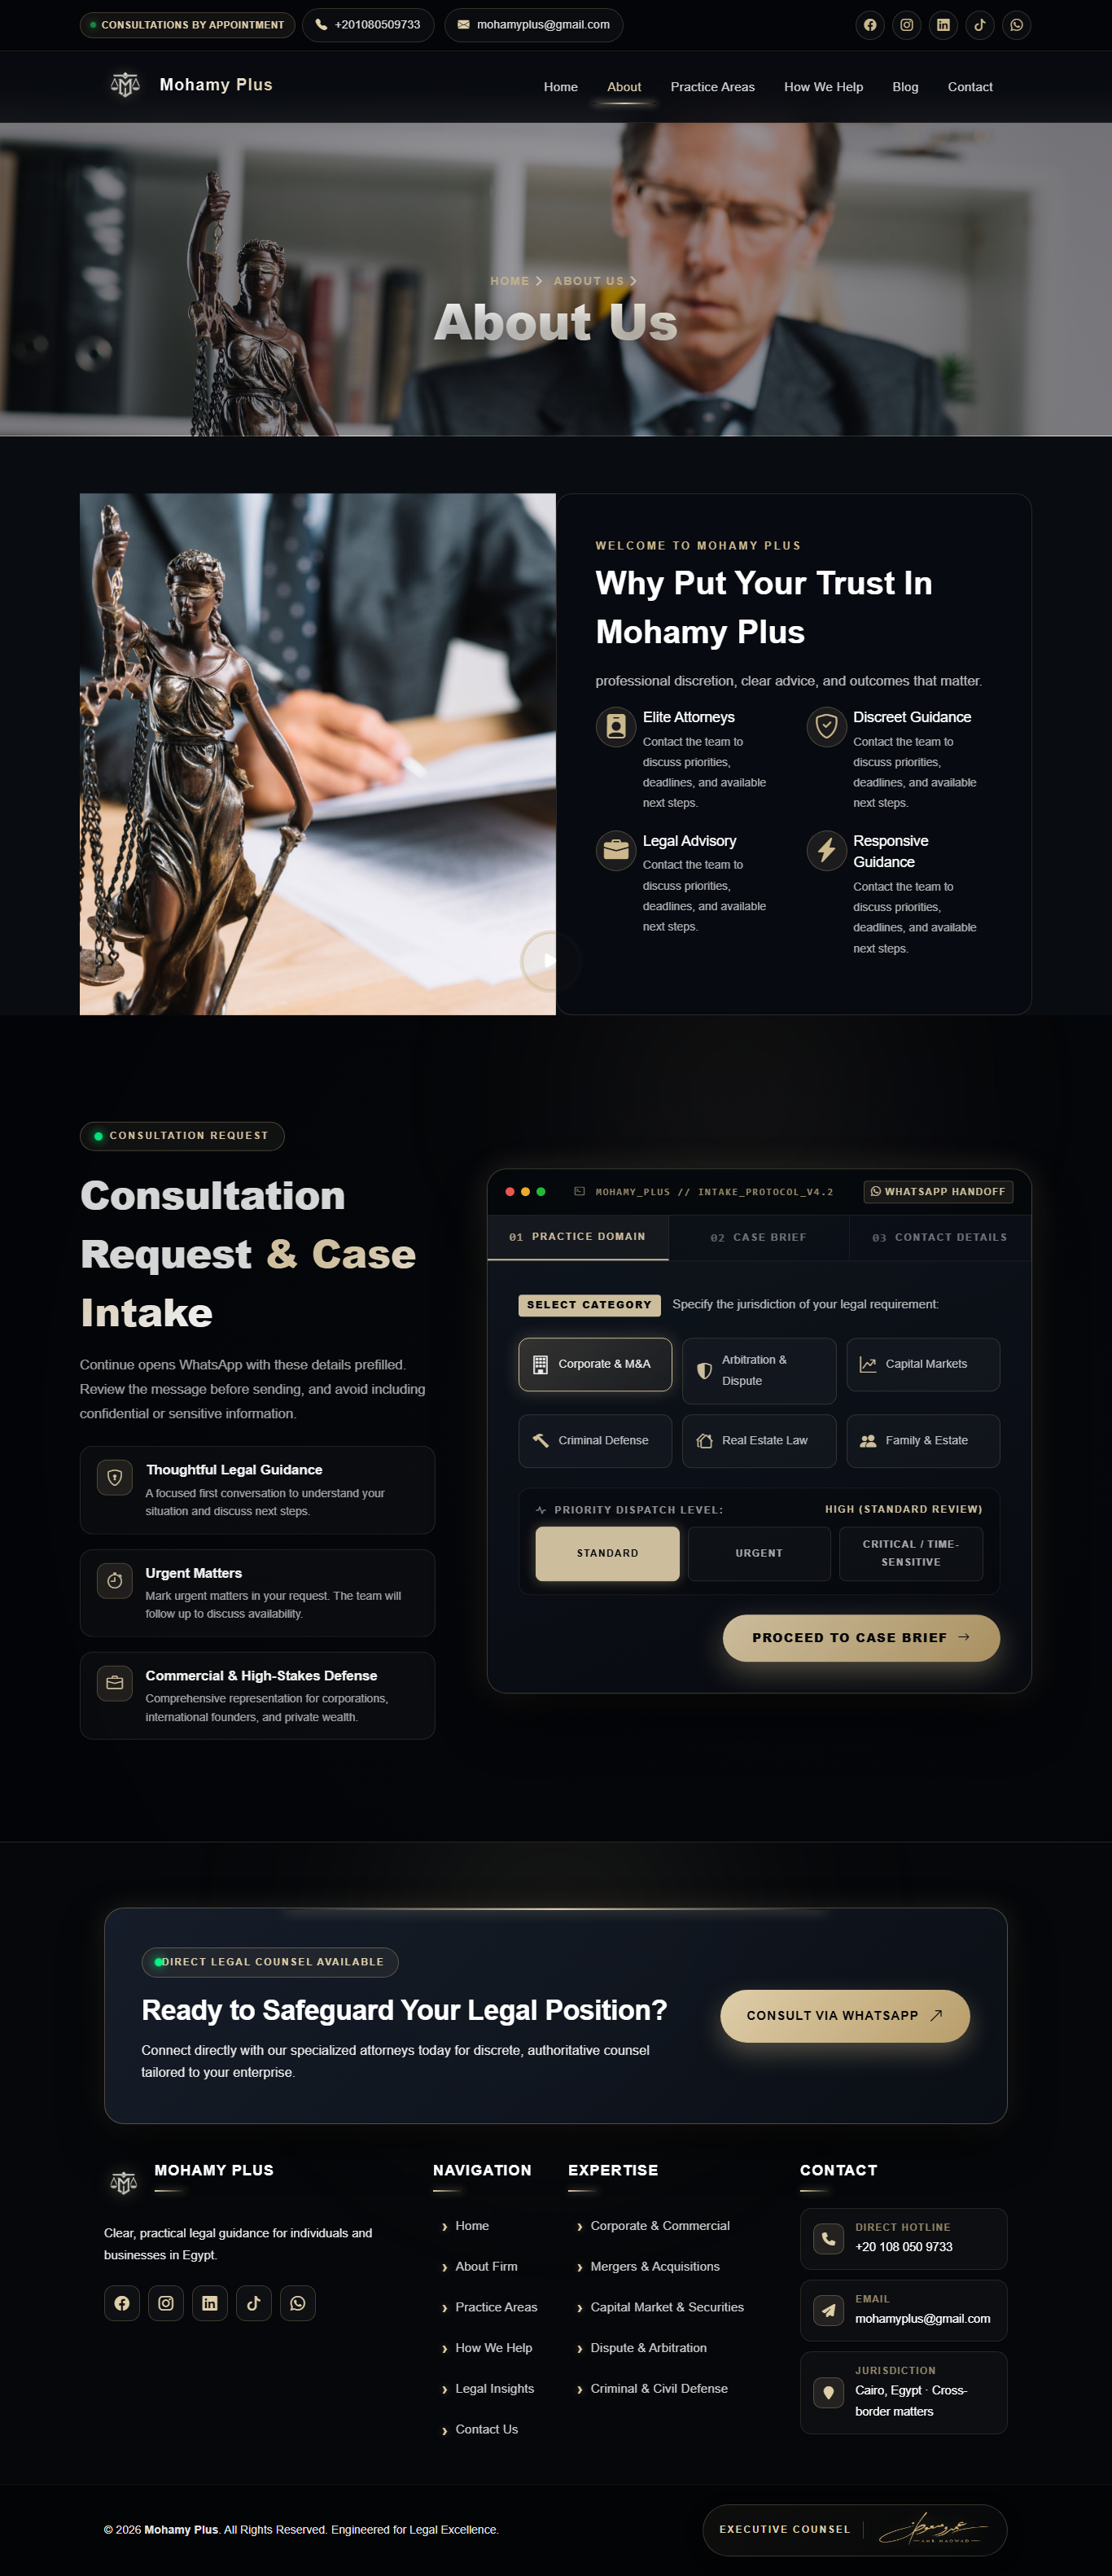 CONSULTATIONS BY APPOINTMENT
+201080509733
mohamyplus@gmail.com
Mohamy Plus
Home
About
Practice Areas
How We Help
Blog
Contact
HOME
ABOUT US
About Us
WELCOME TO MOHAMY PLUS
Why Put Your Trust In
Mohamy Plus
professional discretion, clear advice, and outcomes that matter.
Elite Attorneys
Contact the team to
discuss priorities,
deadlines, and available
next steps.
Discreet Guidance
Contact the team to
discuss priorities,
deadlines, and available
next steps.
Legal Advisory
Contact the team to
discuss priorities,
deadlines, and available
next steps.
Responsive
Guidance
Contact the team to
discuss priorities,
deadlines, and available
next steps.
CONSULTATION REQUEST
Consultation
Request & Case
Intake
Continue opens WhatsApp with these details prefilled.
Review the message before sending, and avoid including
confidential or sensitive information.
Thoughtful Legal Guidance
A focused first conversation to understand your
situation and discuss next steps.
Urgent Matters
Mark urgent matters in your request. The team will
follow up to discuss availability.
Commercial & High-Stakes Defense
Comprehensive representation for corporations,
international founders, and private wealth.
MOHAMY_PLUS // INTAKE_PROTOCOL_V4.2
WHATSAPP HANDOFF
01 PRACTICE DOMAIN
02 CASE BRIEF
03 CONTACT DETAILS
SELECT CATEGORY
Specify the jurisdiction of your legal requirement:
Corporate & M&A
Arbitration &
Dispute
Capital Markets
Criminal Defense
Real Estate Law
Family & Estate
PRIORITY DISPATCH LEVEL:
HIGH (STANDARD REVIEW)
STANDARD
URGENT
CRITICAL / TIME-
SENSITIVE
PROCEED TO CASE BRIEF
DIRECT LEGAL COUNSEL AVAILABLE
Ready to Safeguard Your Legal Position?
Connect directly with our specialized attorneys today for discrete, authoritative counsel
tailored to your enterprise.
CONSULT VIA WHATSAPP
MOHAMY PLUS
Clear, practical legal guidance for individuals and
businesses in Egypt.
NAVIGATION
Home
About Firm
Practice Areas
How We Help
Legal Insights
Contact Us
EXPERTISE
Corporate & Commercial
Mergers & Acquisitions
Capital Market & Securities
Dispute & Arbitration
Criminal & Civil Defense
CONTACT
DIRECT HOTLINE
+20 108 050 9733
EMAIL
mohamyplus@gmail.com
JURISDICTION
Cairo, Egypt · Cross-
border matters
© 2026 Mohamy Plus. All Rights Reserved. Engineered for Legal Excellence.
EXECUTIVE COUNSEL